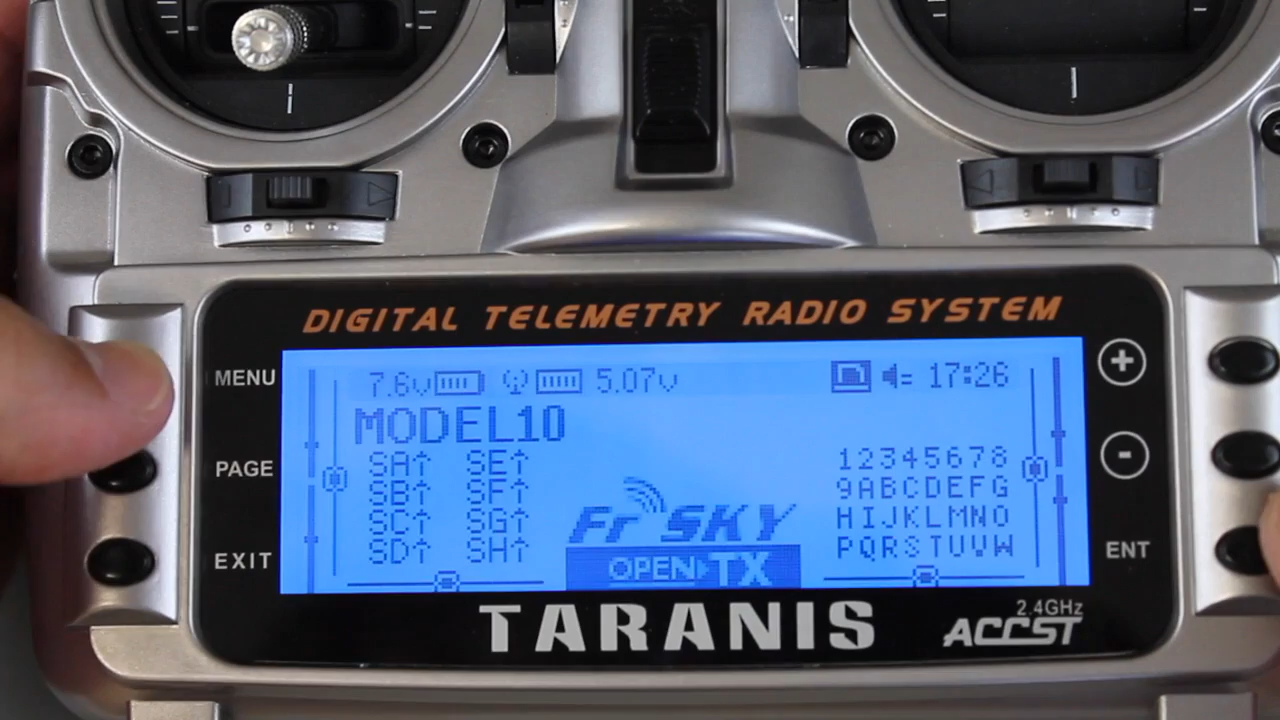 DIGITAL TELEMETRY RADIO SYSTEM
MENU
PAGE
EXIT
7.6v 5.07v 17:26
MODEL10
SA↑ SE↑
SB↑ SF↑
SC↑ SG↑
SD↑ SH↑
FrSKY
OPEN TX
12345678
9ABCDEFG
HIJKLMNO
PQRSTUVW
+
-
ENT
TARANIS
2.4GHz
ACCST